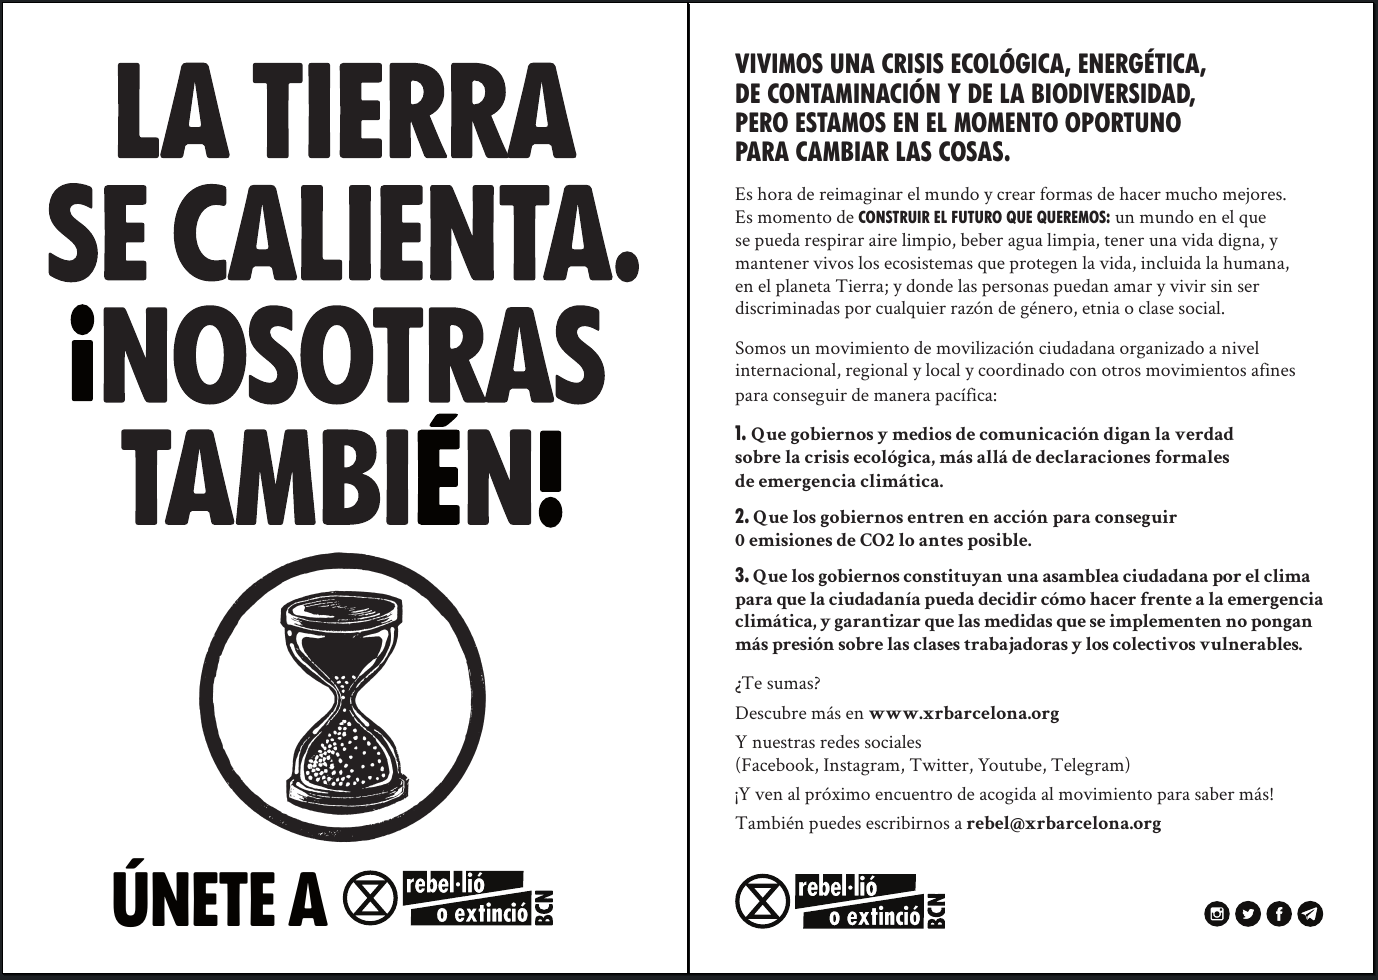 LA TIERRA
SE CALIENTA.
¡NOSOTRAS
TAMBIÉN!
ÚNETE A
rebel·lió
o extinció
BCN
VIVIMOS UNA CRISIS ECOLÓGICA, ENERGÉTICA,
DE CONTAMINACIÓN Y DE LA BIODIVERSIDAD,
PERO ESTAMOS EN EL MOMENTO OPORTUNO
PARA CAMBIAR LAS COSAS.
Es hora de reimaginar el mundo y crear formas de hacer mucho mejores.
Es momento de CONSTRUIR EL FUTURO QUE QUEREMOS: un mundo en el que
se pueda respirar aire limpio, beber agua limpia, tener una vida digna, y
mantener vivos los ecosistemas que protegen la vida, incluida la humana,
en el planeta Tierra; y donde las personas puedan amar y vivir sin ser
discriminadas por cualquier razón de género, etnia o clase social.
Somos un movimiento de movilización ciudadana organizado a nivel
internacional, regional y local y coordinado con otros movimientos afines
para conseguir de manera pacífica:
1. Que gobiernos y medios de comunicación digan la verdad
sobre la crisis ecológica, más allá de declaraciones formales
de emergencia climática.
2. Que los gobiernos entren en acción para conseguir
0 emisiones de CO2 lo antes posible.
3. Que los gobiernos constituyan una asamblea ciudadana por el clima
para que la ciudadanía pueda decidir cómo hacer frente a la emergencia
climática, y garantizar que las medidas que se implementen no pongan
más presión sobre las clases trabajadoras y los colectivos vulnerables.
¿Te sumas?
Descubre más en www.xrbarcelona.org
Y nuestras redes sociales
(Facebook, Instagram, Twitter, Youtube, Telegram)
¡Y ven al próximo encuentro de acogida al movimiento para saber más!
También puedes escribirnos a rebel@xrbarcelona.org
rebel·lió
o extinció
BCN